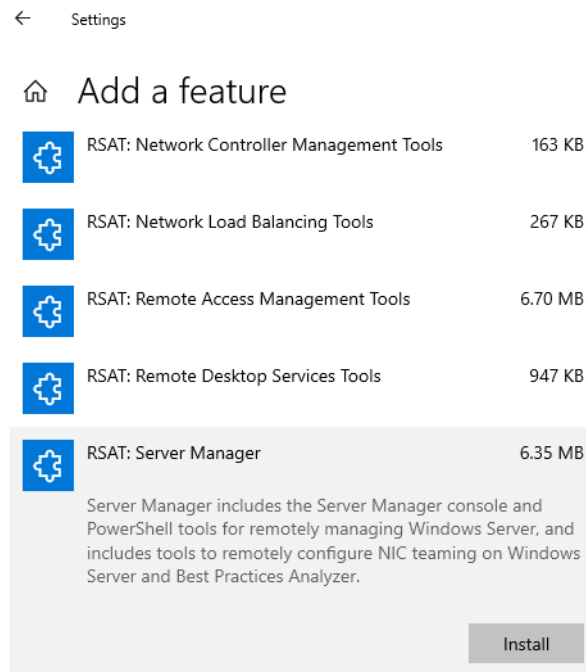 Settings
Add a feature
RSAT: Network Controller Management Tools 163 KB
RSAT: Network Load Balancing Tools 267 KB
RSAT: Remote Access Management Tools 6.70 MB
RSAT: Remote Desktop Services Tools 947 KB
RSAT: Server Manager 6.35 MB
Server Manager includes the Server Manager console and
PowerShell tools for remotely managing Windows Server, and
includes tools to remotely configure NIC teaming on Windows
Server and Best Practices Analyzer.
Install